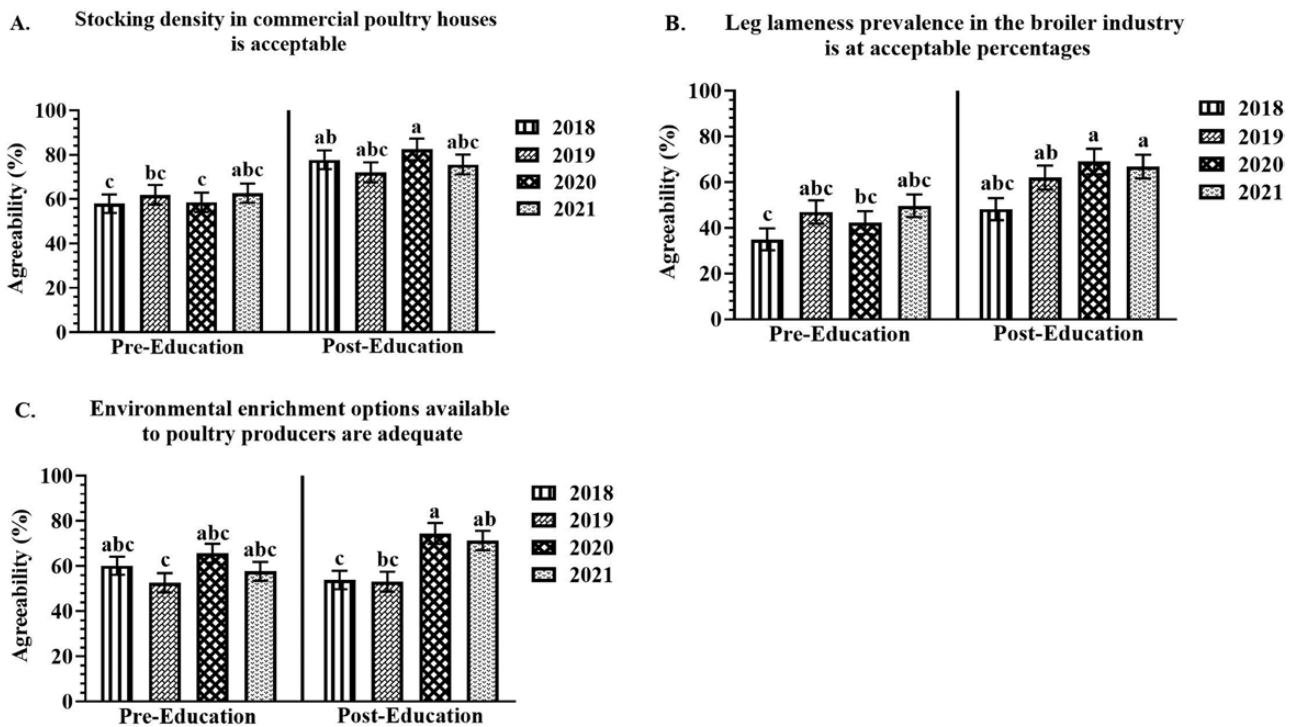 A. Stocking density in commercial poultry houses
is acceptable
Agreeability (%)
100
80
60
40
20
0
c bc c abc ab abc a abc
Pre-Education Post-Education
2018
2019
2020
2021
B. Leg lameness prevalence in the broiler industry
is at acceptable percentages
Agreeability (%)
100
80
60
40
20
0
c abc bc abc abc ab a a
Pre-Education Post-Education
2018
2019
2020
2021
C. Environmental enrichment options available
to poultry producers are adequate
Agreeability (%)
100
80
60
40
20
0
abc c abc abc c bc a ab
Pre-Education Post-Education
2018
2019
2020
2021